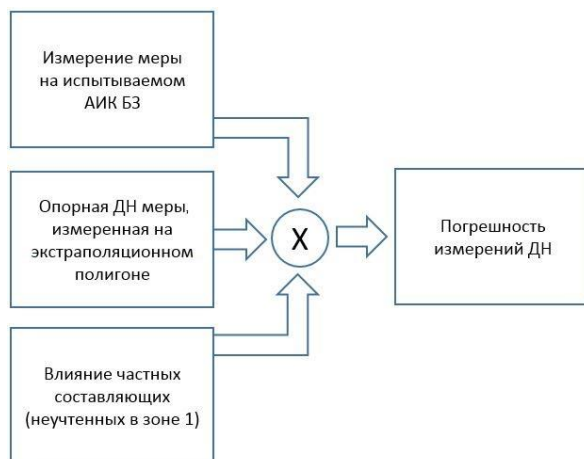 Измерение меры
на испытываемом
АИК БЗ
Опорная ДН меры,
измеренная на
экстраполяционном
полигоне
X
Погрешность
измерений ДН
Влияние частных
составляющих
(неучтенных в зоне 1)